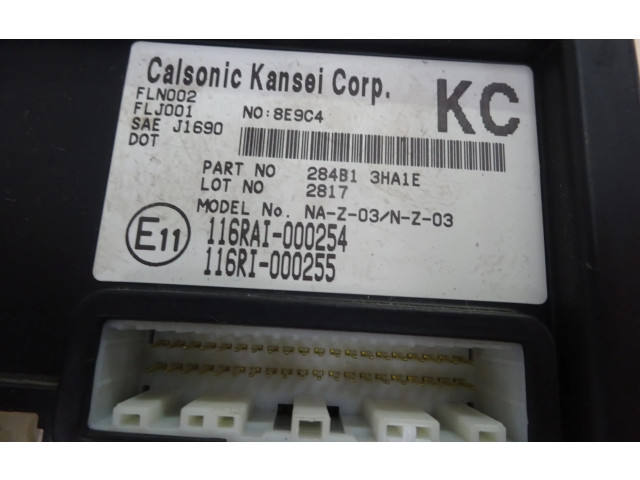 Calsonic Kansei Corp. KC
FLN002
FLJ001 NO:8E9C4
SAE J1690
DOT
PART NO 284B1 3HA1E
LOT NO 2817
MODEL No. NA-Z-03/N-Z-03
E11 116RAI-000254
116RI-000255